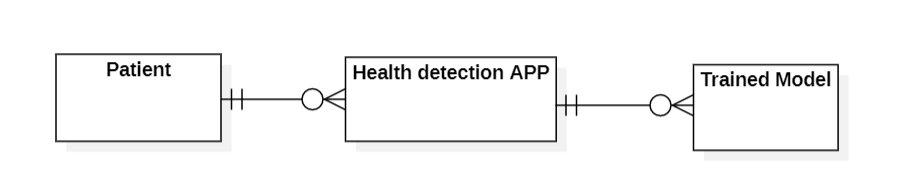 Patient
Health detection APP
Trained Model